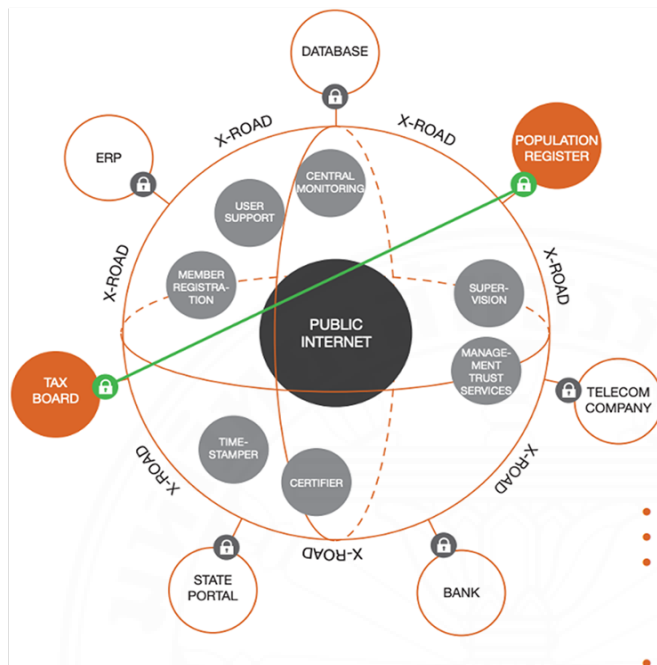 DATABASE
X-ROAD
X-ROAD
POPULATION
REGISTER
ERP
CENTRAL
MONITORING
USER
SUPPORT
X-ROAD
MEMBER
REGISTRA-
TION
SUPER-
VISION
X-ROAD
PUBLIC
INTERNET
MANAGE-
MENT
TRUST
SERVICES
TAX
BOARD
TELECOM
COMPANY
TIME-
STAMPER
CERTIFIER
X-ROAD
X-ROAD
X-ROAD
STATE
PORTAL
BANK